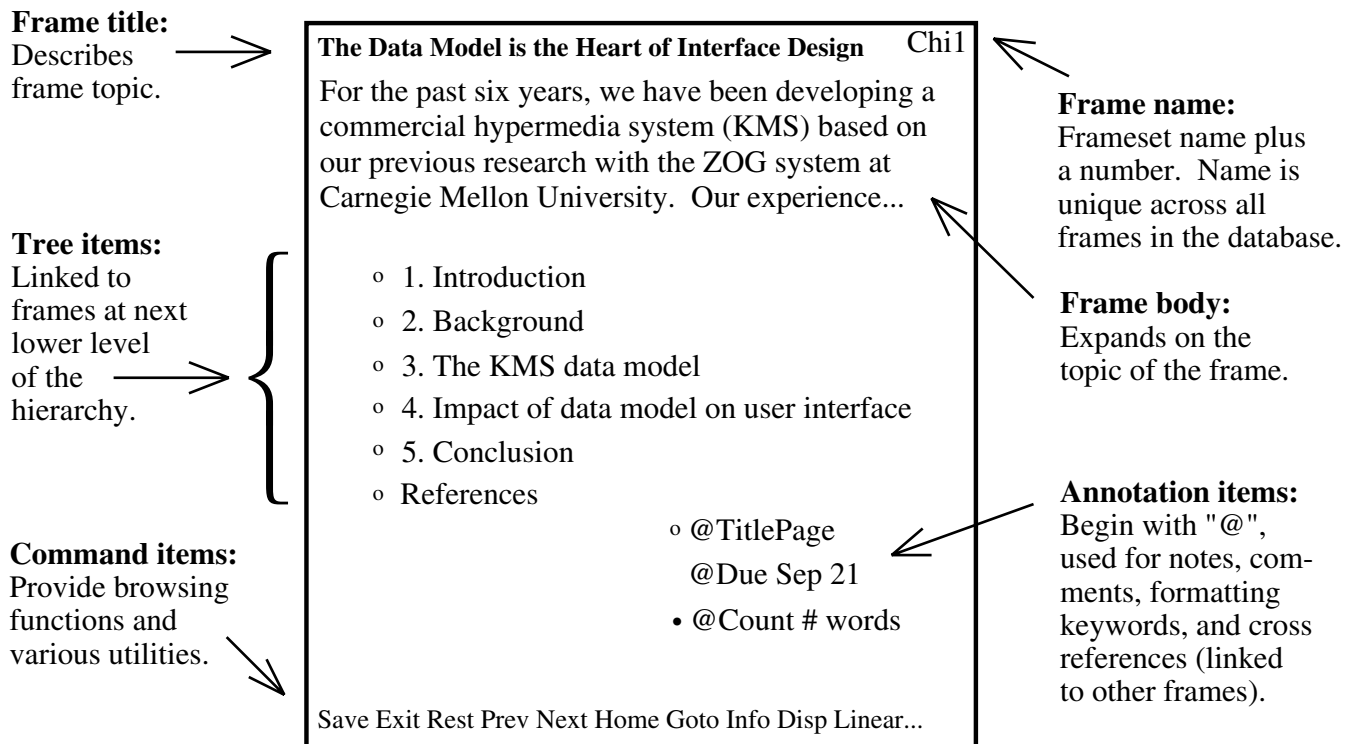 Frame title:
Describes
frame topic.
Tree items:
Linked to
frames at next
lower level
of the
hierarchy.
Command items:
Provide browsing
functions and
various utilities.
The Data Model is the Heart of Interface Design Chi1
For the past six years, we have been developing a
commercial hypermedia system (KMS) based on
our previous research with the ZOG system at
Carnegie Mellon University. Our experience...
o 1. Introduction
o 2. Background
o 3. The KMS data model
o 4. Impact of data model on user interface
o 5. Conclusion
o References
o @TitlePage
@Due Sep 21
• @Count # words
Save Exit Rest Prev Next Home Goto Info Disp Linear...
Frame name:
Frameset name plus
a number. Name is
unique across all
frames in the database.
Frame body:
Expands on the
topic of the frame.
Annotation items:
Begin with "@",
used for notes, com-
ments, formatting
keywords, and cross
references (linked
to other frames).